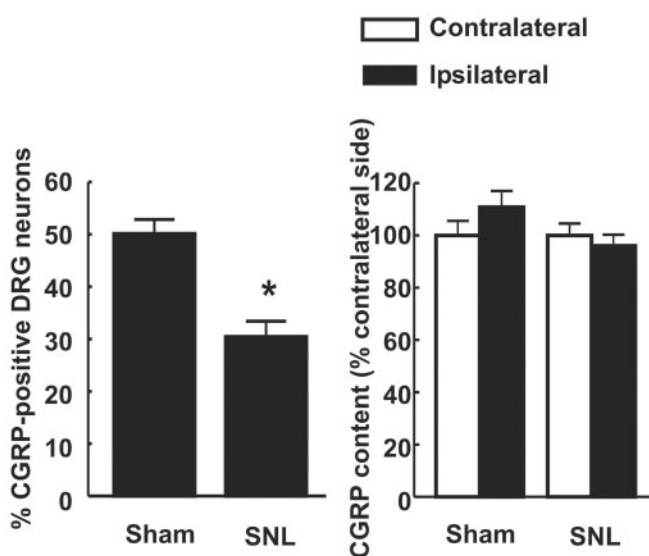 Contralateral
Ipsilateral
% CGRP-positive DRG neurons
60
50
40
30
20
10
0
*
Sham SNL
CGRP content (% contralateral side)
120
100
80
60
40
20
0
Sham SNL